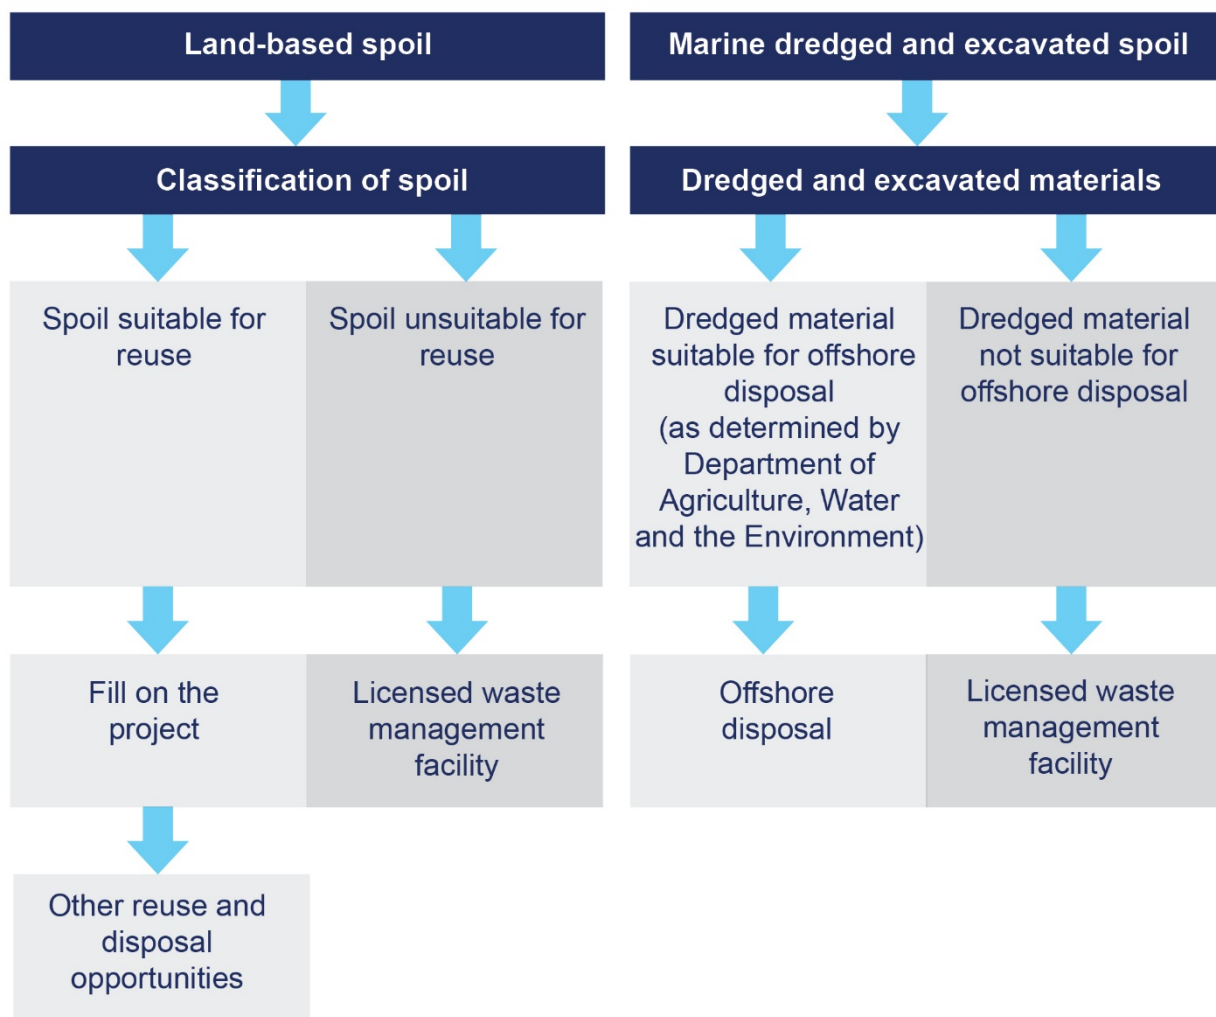 Land-based spoil
Classification of spoil
Spoil suitable for
reuse
Spoil unsuitable for
reuse
Fill on the
project
Licensed waste
management
facility
Other reuse and
disposal
opportunities
Marine dredged and excavated spoil
Dredged and excavated materials
Dredged material
suitable for offshore
disposal
(as determined by
Department of
Agriculture, Water
and the Environment)
Dredged material
not suitable for
offshore disposal
Offshore
disposal
Licensed waste
management
facility